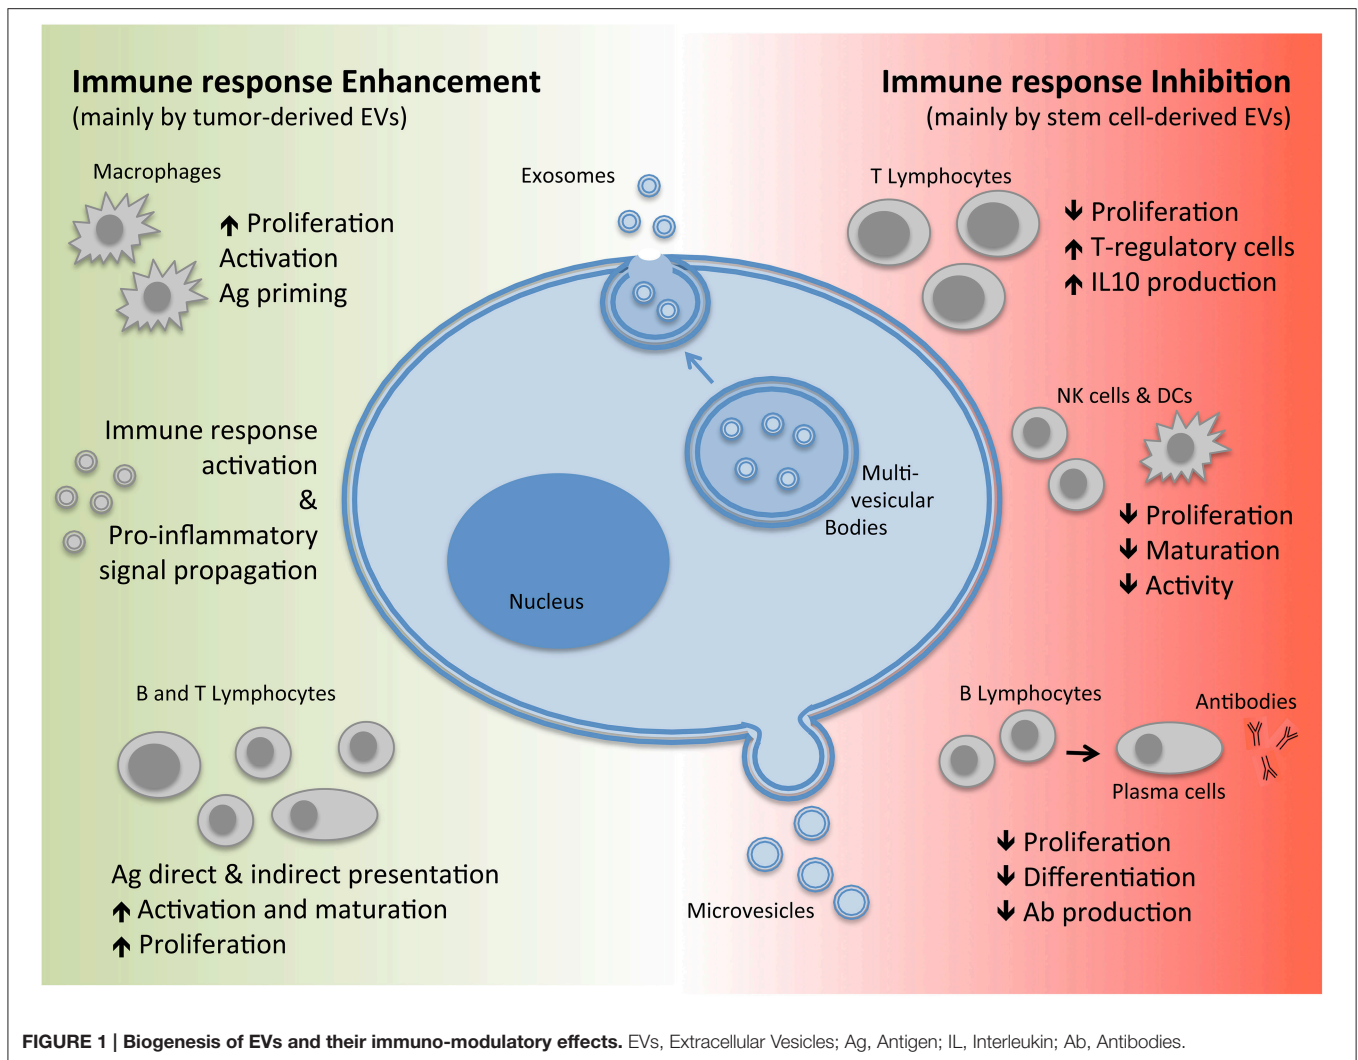 Immune response Enhancement
(mainly by tumor-derived EVs)
Macrophages
↑ Proliferation
Activation
Ag priming
Immune response
activation
&
Pro-inflammatory
signal propagation
B and T Lymphocytes
Ag direct & indirect presentation
↑ Activation and maturation
↑ Proliferation
Exosomes
Multi-
vesicular
Bodies
Nucleus
Microvesicles
Immune response Inhibition
(mainly by stem cell-derived EVs)
T Lymphocytes
↓ Proliferation
↑ T-regulatory cells
↑ IL10 production
NK cells & DCs
↓ Proliferation
↓ Maturation
↓ Activity
B Lymphocytes
Antibodies
Plasma cells
↓ Proliferation
↓ Differentiation
↓ Ab production
FIGURE 1 | Biogenesis of EVs and their immuno-modulatory effects. EVs, Extracellular Vesicles; Ag, Antigen; IL, Interleukin; Ab, Antibodies.